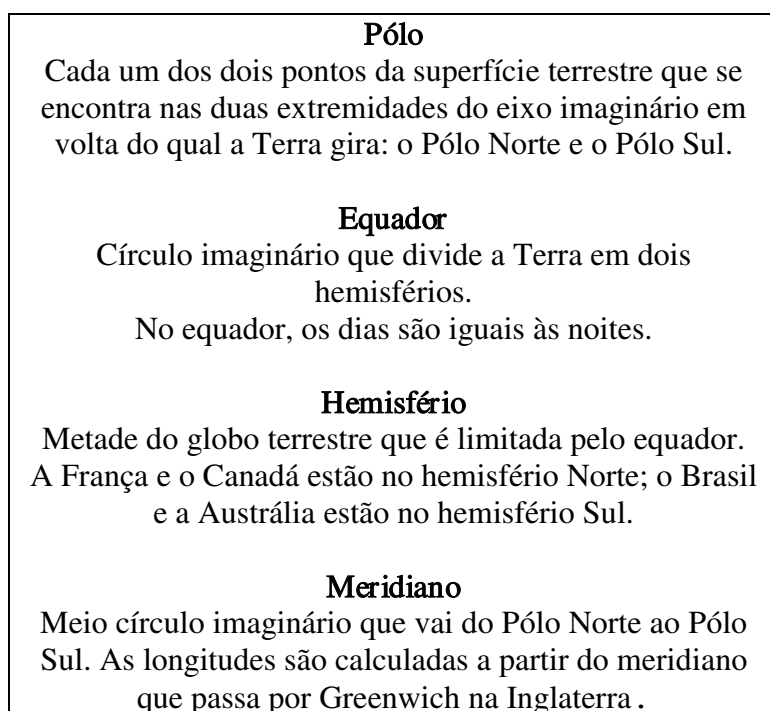 Pólo
Cada um dos dois pontos da superfície terrestre que se
encontra nas duas extremidades do eixo imaginário em
volta do qual a Terra gira: o Pólo Norte e o Pólo Sul.
Equador
Círculo imaginário que divide a Terra em dois
hemisférios.
No equador, os dias são iguais às noites.
Hemisfério
Metade do globo terrestre que é limitada pelo equador.
A França e o Canadá estão no hemisfério Norte; o Brasil
e a Austrália estão no hemisfério Sul.
Meridiano
Meio círculo imaginário que vai do Pólo Norte ao Pólo
Sul. As longitudes são calculadas a partir do meridiano
que passa por Greenwich na Inglaterra.